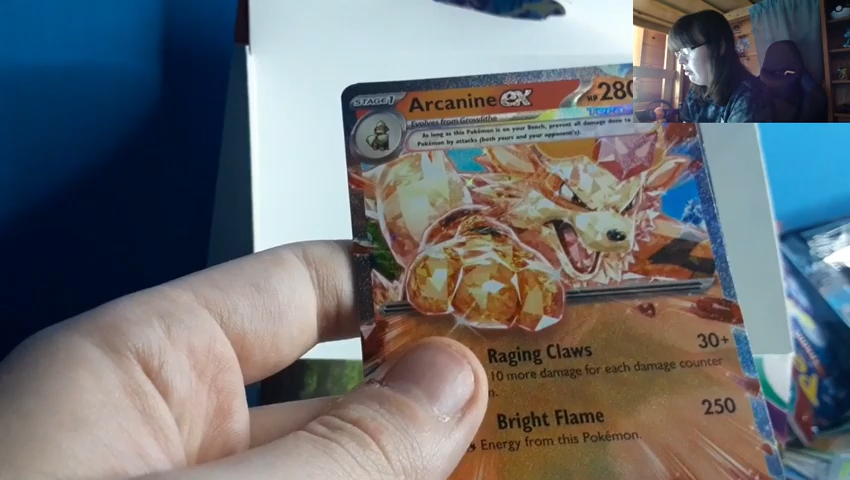 STAGE 1 Arcanine ex HP 280
Evolves from Growlithe
As long as this Pokémon is on your Bench, prevent all damage done to
Pokémon by attacks (both yours and your opponent's).
Raging Claws 30+
10 more damage for each damage counter
n.
Bright Flame 250
Energy from this Pokémon.